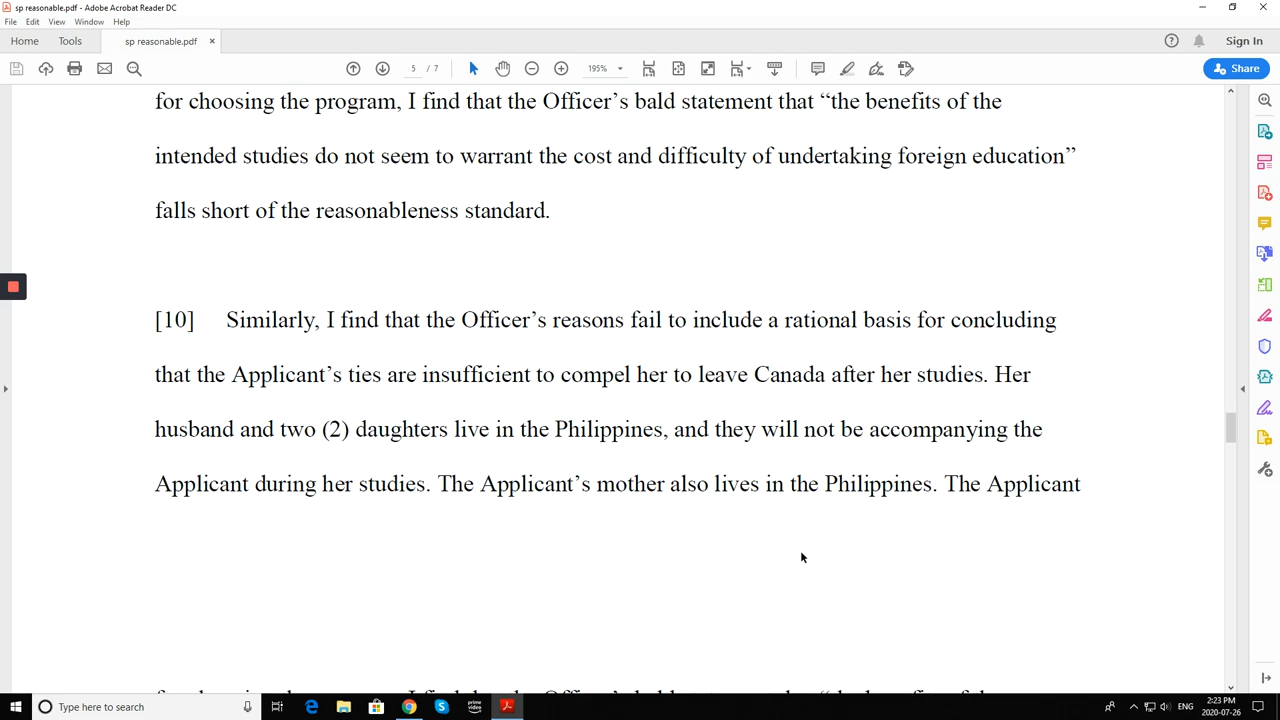 sp reasonable.pdf - Adobe Acrobat Reader DC
File Edit View Window Help
Home Tools sp reasonable.pdf × Sign In
5 / 7 195% Share
for choosing the program, I find that the Officer’s bald statement that “the benefits of the
intended studies do not seem to warrant the cost and difficulty of undertaking foreign education”
falls short of the reasonableness standard.
[10] Similarly, I find that the Officer’s reasons fail to include a rational basis for concluding
that the Applicant’s ties are insufficient to compel her to leave Canada after her studies. Her
husband and two (2) daughters live in the Philippines, and they will not be accompanying the
Applicant during her studies. The Applicant’s mother also lives in the Philippines. The Applicant
Type here to search prime video ENG 2:23 PM
2020-07-26